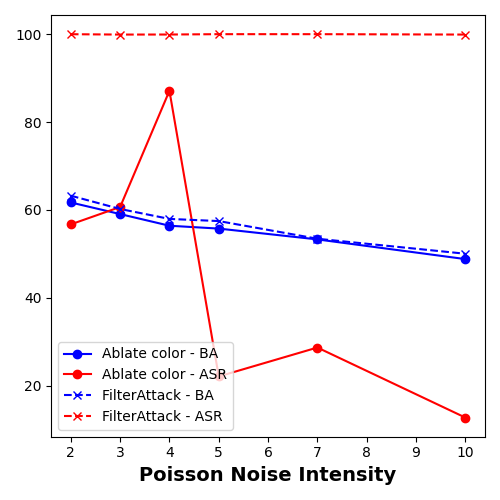 100
80
60
40
20
Ablate color - BA
Ablate color - ASR
FilterAttack - BA
FilterAttack - ASR
2 3 4 5 6 7 8 9 10
Poisson Noise Intensity